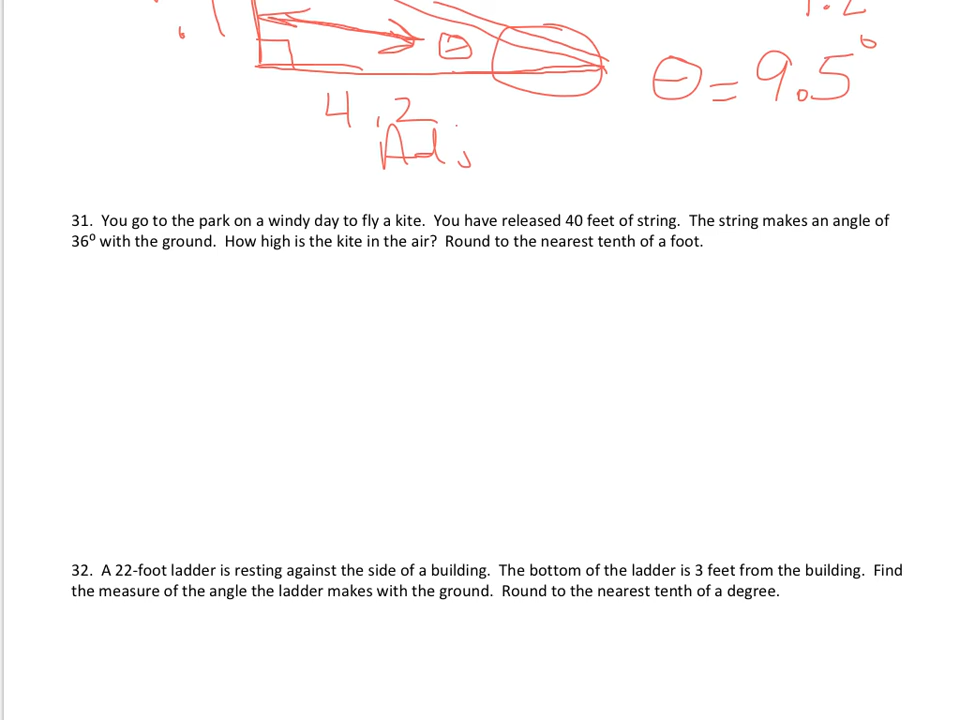 θ
θ = 9.5°
4.2
Adj
31. You go to the park on a windy day to fly a kite. You have released 40 feet of string. The string makes an angle of
36º with the ground. How high is the kite in the air? Round to the nearest tenth of a foot.
32. A 22-foot ladder is resting against the side of a building. The bottom of the ladder is 3 feet from the building. Find
the measure of the angle the ladder makes with the ground. Round to the nearest tenth of a degree.